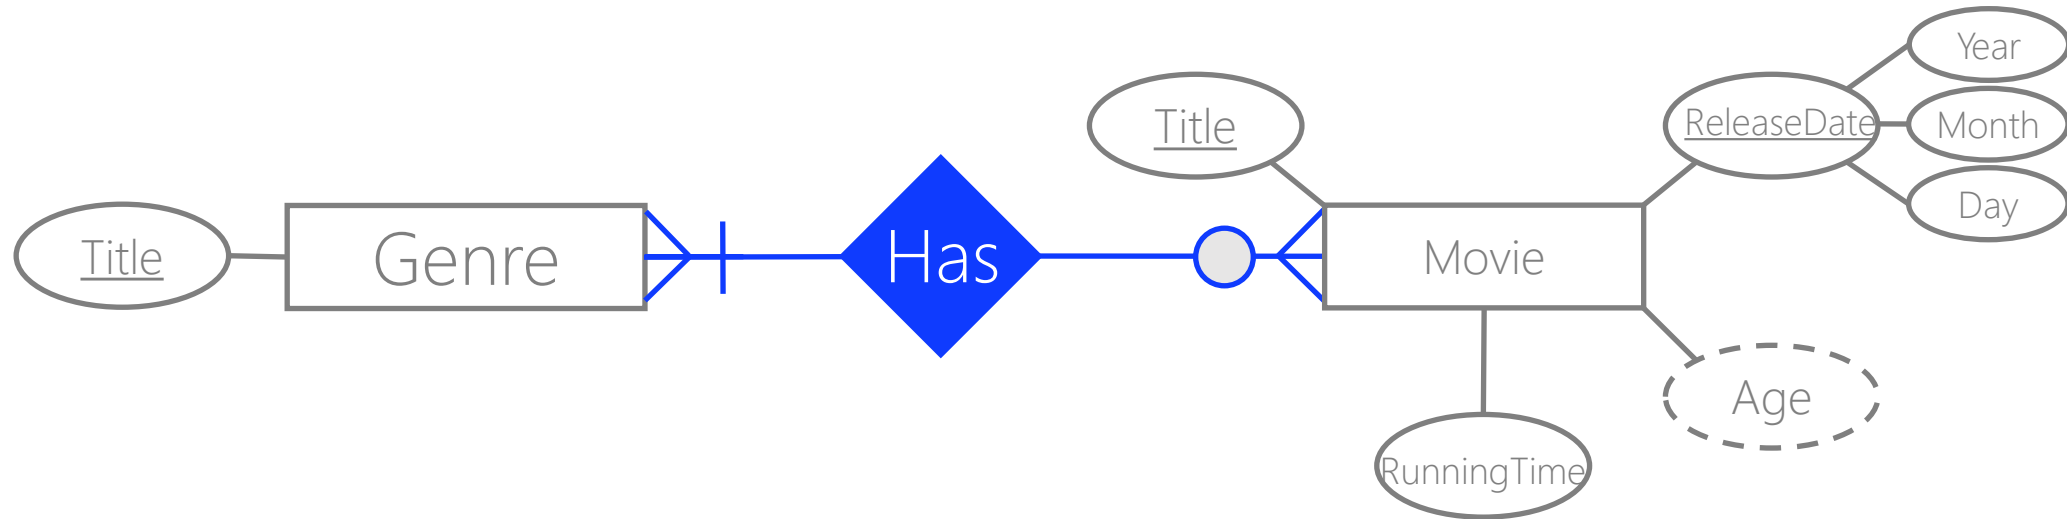 Year
Title
ReleaseDate
Month
Day
Title
Genre
Has
Movie
Age
RunningTime